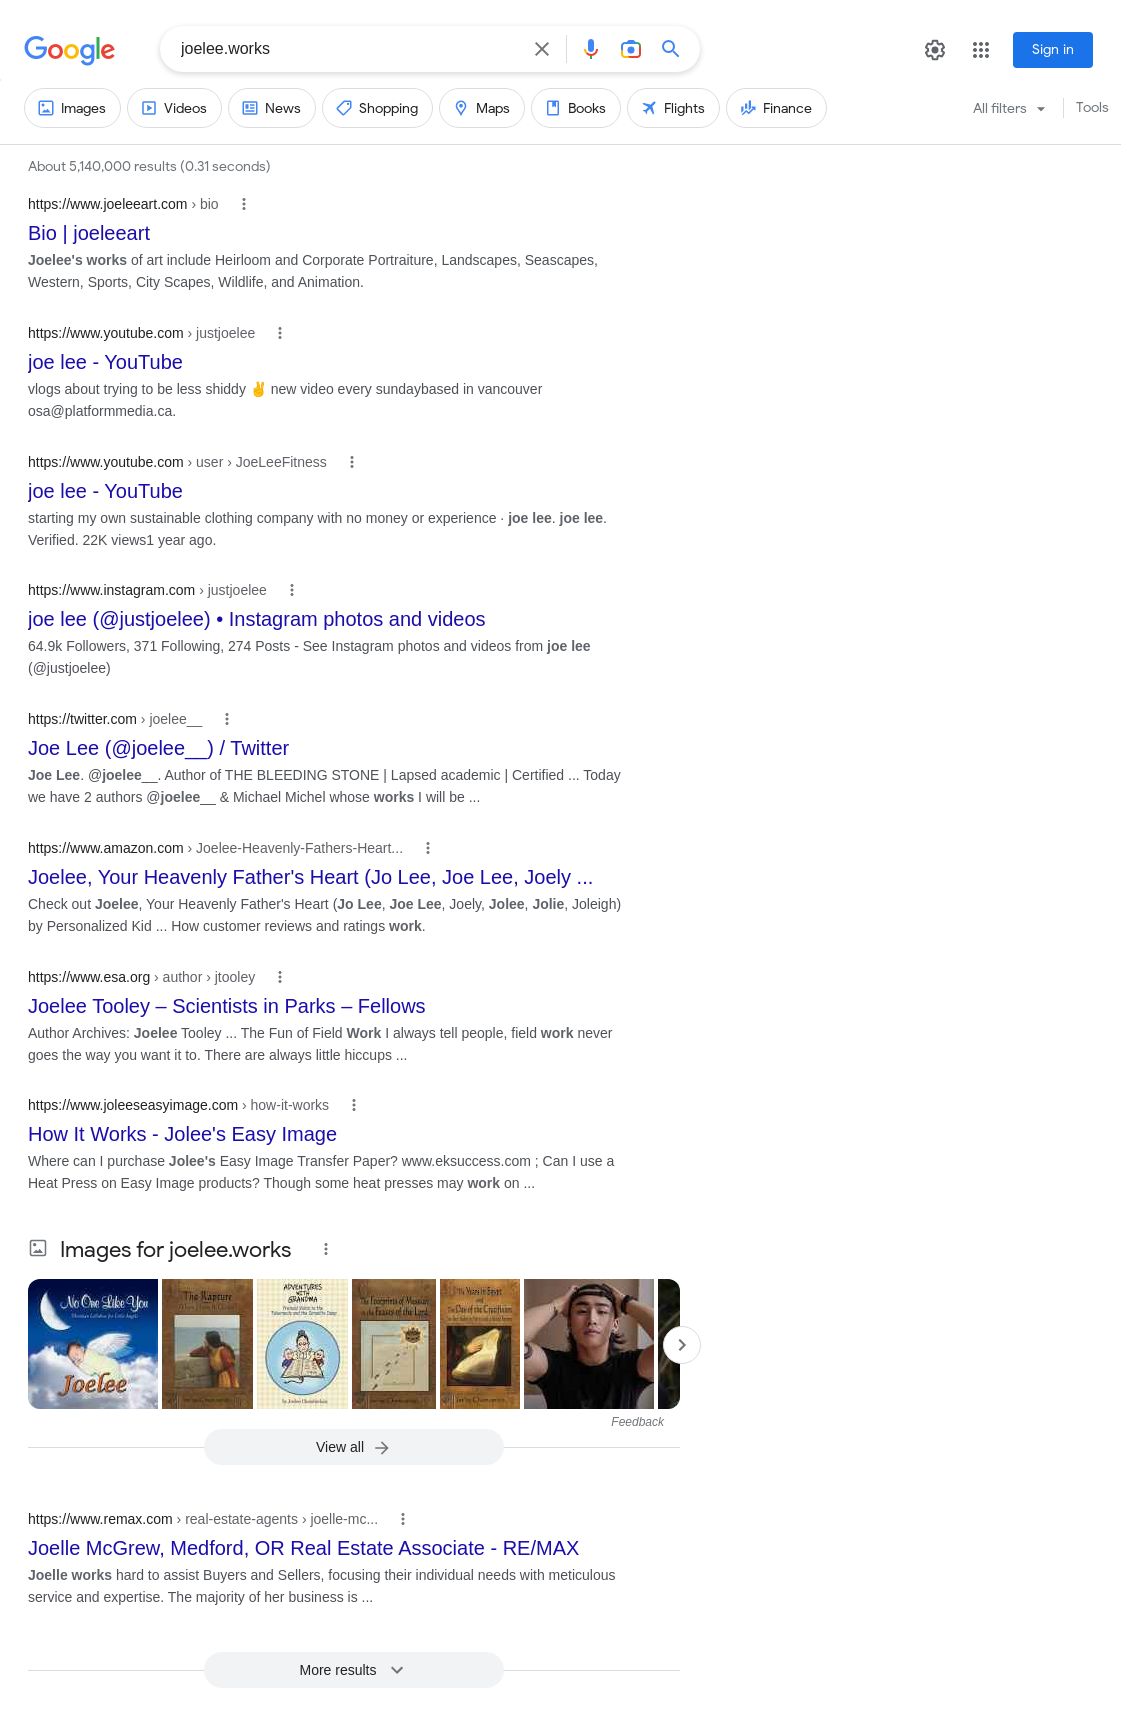 Google
joelee.works
Sign in
Images
Videos
News
Shopping
Maps
Books
Flights
Finance
All filters
Tools
About 5,140,000 results (0.31 seconds)
https://www.joeleeart.com › bio
Bio | joeleeart
Joelee's works of art include Heirloom and Corporate Portraiture, Landscapes, Seascapes,
Western, Sports, City Scapes, Wildlife, and Animation.
https://www.youtube.com › justjoelee
joe lee - YouTube
vlogs about trying to be less shiddy ✌ new video every sundaybased in vancouver
osa@platformmedia.ca.
https://www.youtube.com › user › JoeLeeFitness
joe lee - YouTube
starting my own sustainable clothing company with no money or experience · joe lee. joe lee.
Verified. 22K views1 year ago.
https://www.instagram.com › justjoelee
joe lee (@justjoelee) • Instagram photos and videos
64.9k Followers, 371 Following, 274 Posts - See Instagram photos and videos from joe lee
(@justjoelee)
https://twitter.com › joelee__
Joe Lee (@joelee__) / Twitter
Joe Lee. @joelee__. Author of THE BLEEDING STONE | Lapsed academic | Certified ... Today
we have 2 authors @joelee__ & Michael Michel whose works I will be ...
https://www.amazon.com › Joelee-Heavenly-Fathers-Heart...
Joelee, Your Heavenly Father's Heart (Jo Lee, Joe Lee, Joely ...
Check out Joelee, Your Heavenly Father's Heart (Jo Lee, Joe Lee, Joely, Jolee, Jolie, Joleigh)
by Personalized Kid ... How customer reviews and ratings work.
https://www.esa.org › author › jtooley
Joelee Tooley – Scientists in Parks – Fellows
Author Archives: Joelee Tooley ... The Fun of Field Work I always tell people, field work never
goes the way you want it to. There are always little hiccups ...
https://www.joleeseasyimage.com › how-it-works
How It Works - Jolee's Easy Image
Where can I purchase Jolee's Easy Image Transfer Paper? www.eksuccess.com ; Can I use a
Heat Press on Easy Image products? Though some heat presses may work on ...
Images for joelee.works
No One Like You
Joelee
The Rapture
ADVENTURES
WITH
GRANDMA
The Footprints of Messiah
The Years in Egypt
and
The Day of the Crucifixion
Feedback
View all
https://www.remax.com › real-estate-agents › joelle-mc...
Joelle McGrew, Medford, OR Real Estate Associate - RE/MAX
Joelle works hard to assist Buyers and Sellers, focusing their individual needs with meticulous
service and expertise. The majority of her business is ...
More results